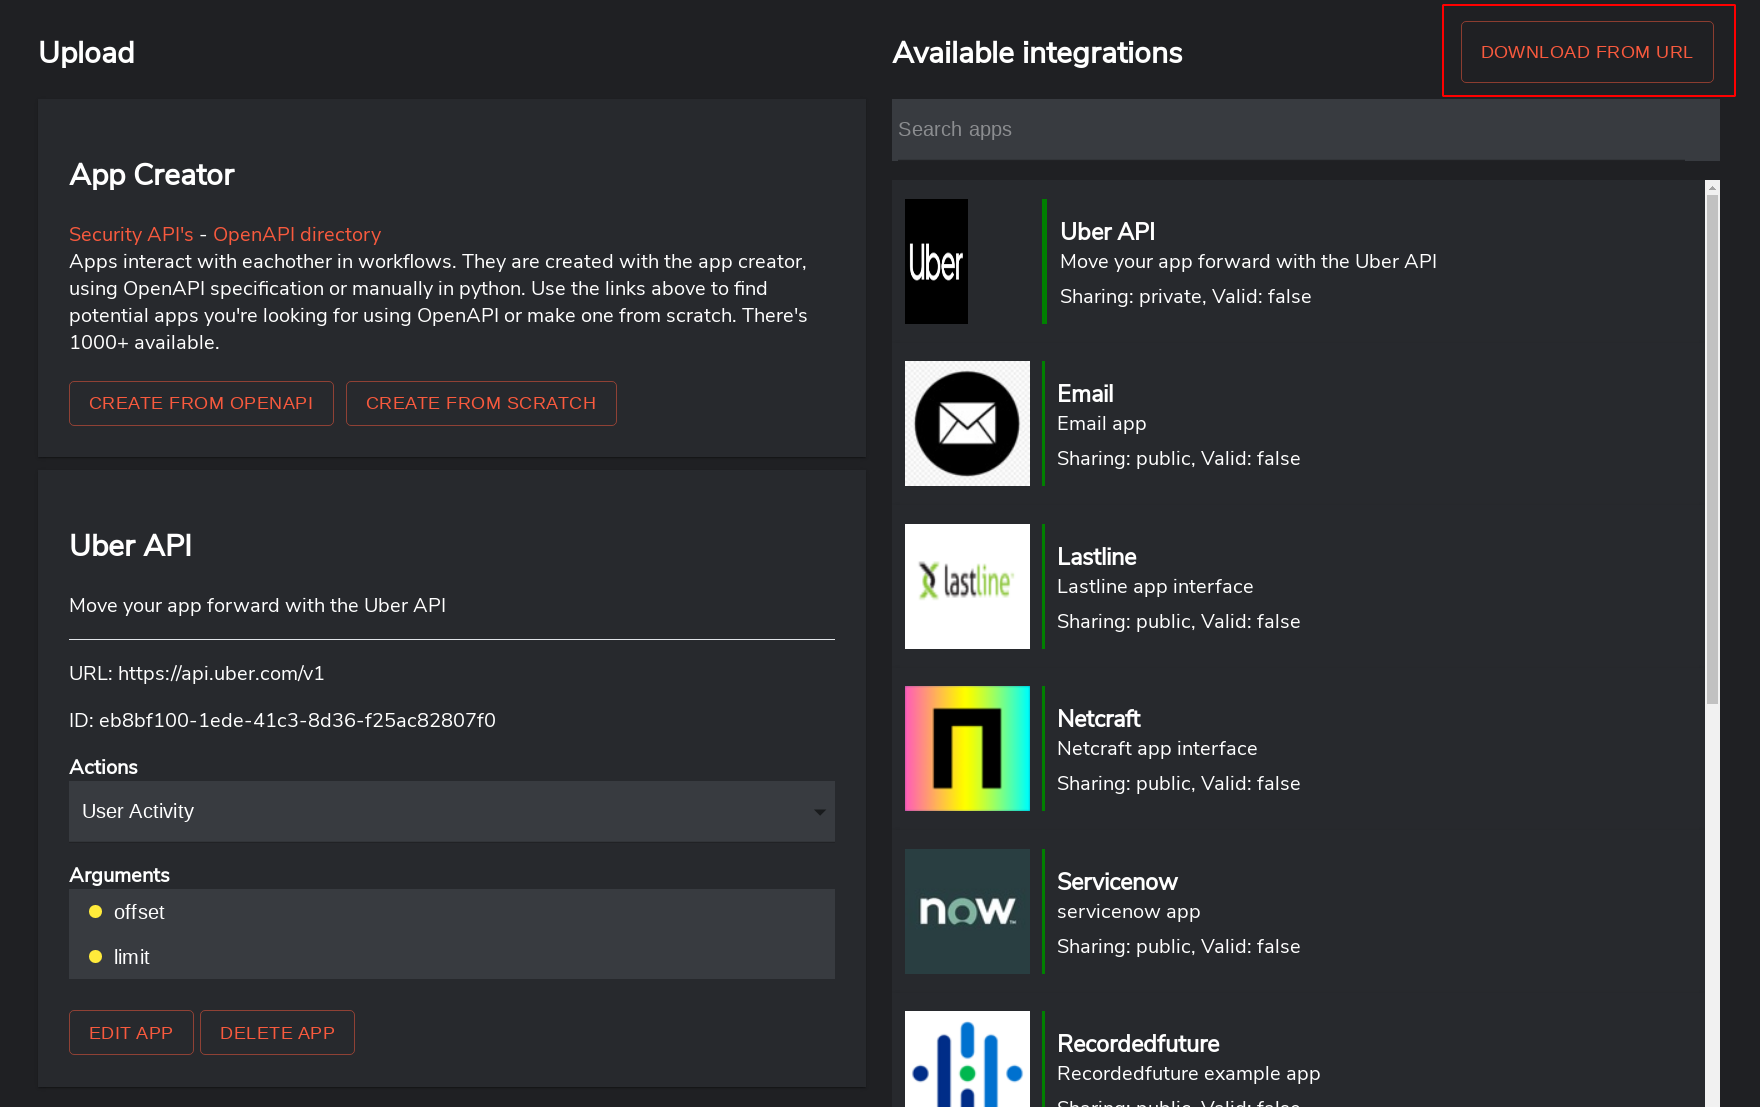 Upload
App Creator
Security API's - OpenAPI directory
Apps interact with eachother in workflows. They are created with the app creator,
using OpenAPI specification or manually in python. Use the links above to find
potential apps you're looking for using OpenAPI or make one from scratch. There's
1000+ available.
CREATE FROM OPENAPI
CREATE FROM SCRATCH
Uber API
Move your app forward with the Uber API
URL: https://api.uber.com/v1
ID: eb8bf100-1ede-41c3-8d36-f25ac82807f0
Actions
User Activity
Arguments
offset
limit
EDIT APP
DELETE APP
Available integrations
DOWNLOAD FROM URL
Search apps
Uber
Uber API
Move your app forward with the Uber API
Sharing: private, Valid: false
Email
Email app
Sharing: public, Valid: false
lastline
Lastline
Lastline app interface
Sharing: public, Valid: false
Netcraft
Netcraft app interface
Sharing: public, Valid: false
now
Servicenow
servicenow app
Sharing: public, Valid: false
Recordedfuture
Recordedfuture example app
Sharing: public, Valid: false